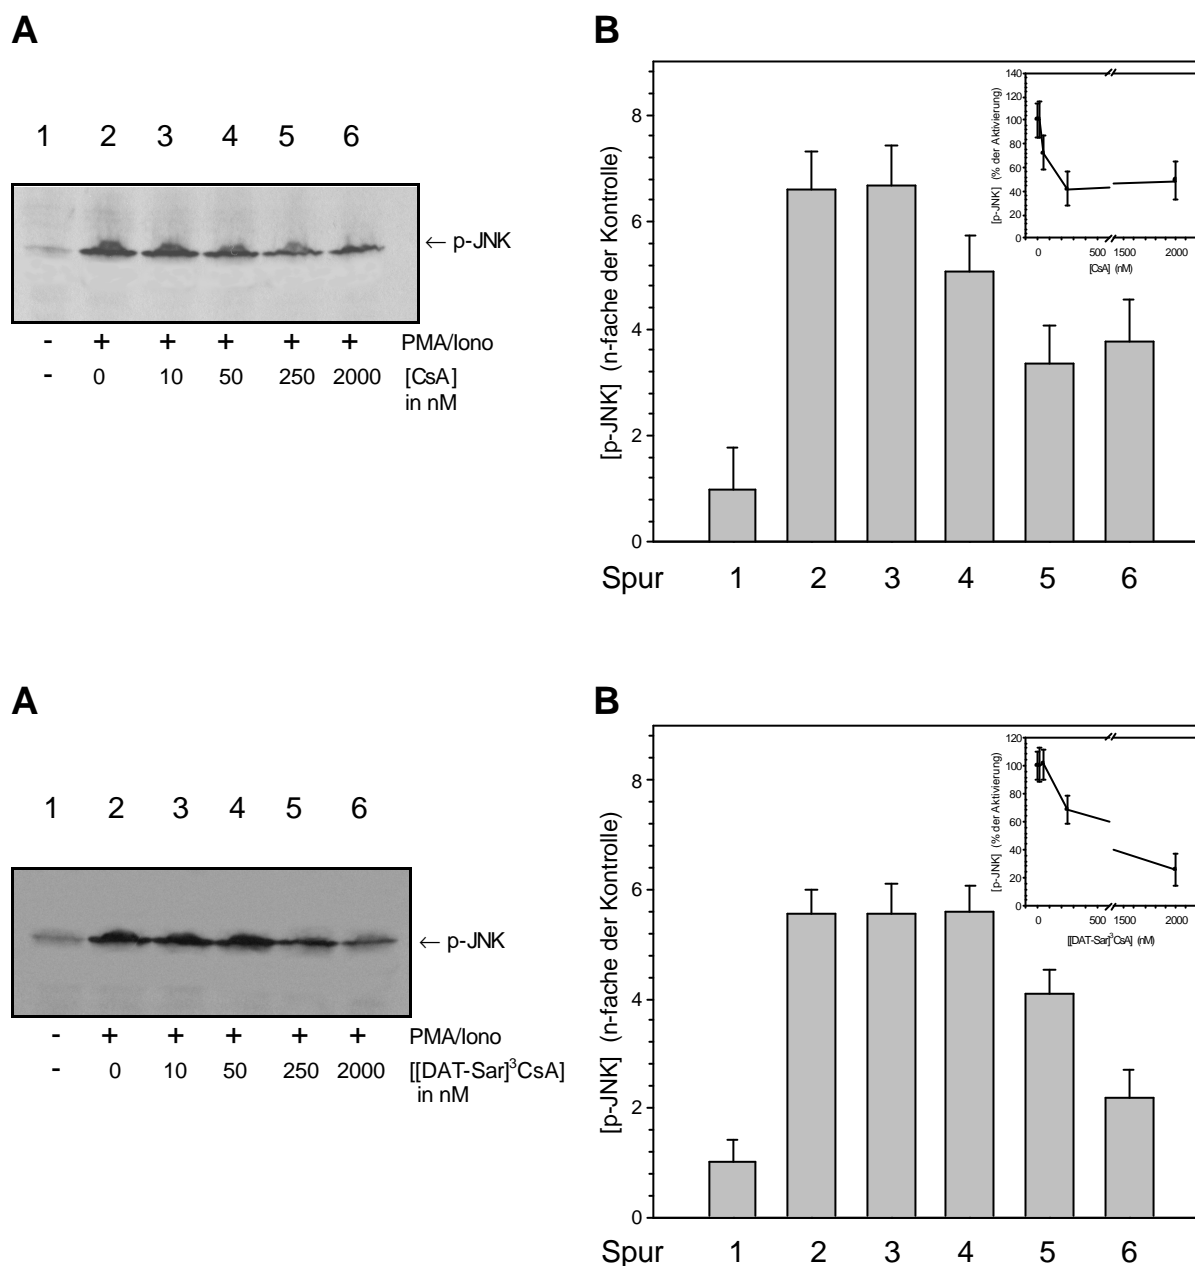 A
1 2 3 4 5 6
← p-JNK
- + + + + + PMA/Iono
- 0 10 50 250 2000 [CsA]
in nM
B
[p-JNK] (n-fache der Kontrolle)
8
6
4
2
0
Spur 1 2 3 4 5 6
[p-JNK] (% der Aktivierung)
140
120
100
80
60
40
20
0
0 500 1500 2000
[CsA] (nM)
A
1 2 3 4 5 6
← p-JNK
- + + + + + PMA/Iono
- 0 10 50 250 2000 [[DAT-Sar]³CsA]
in nM
B
[p-JNK] (n-fache der Kontrolle)
8
6
4
2
0
Spur 1 2 3 4 5 6
[p-JNK] (% der Aktivierung)
120
100
80
60
40
20
0
0 500 1500 2000
[[DAT-Sar]³CsA] (nM)